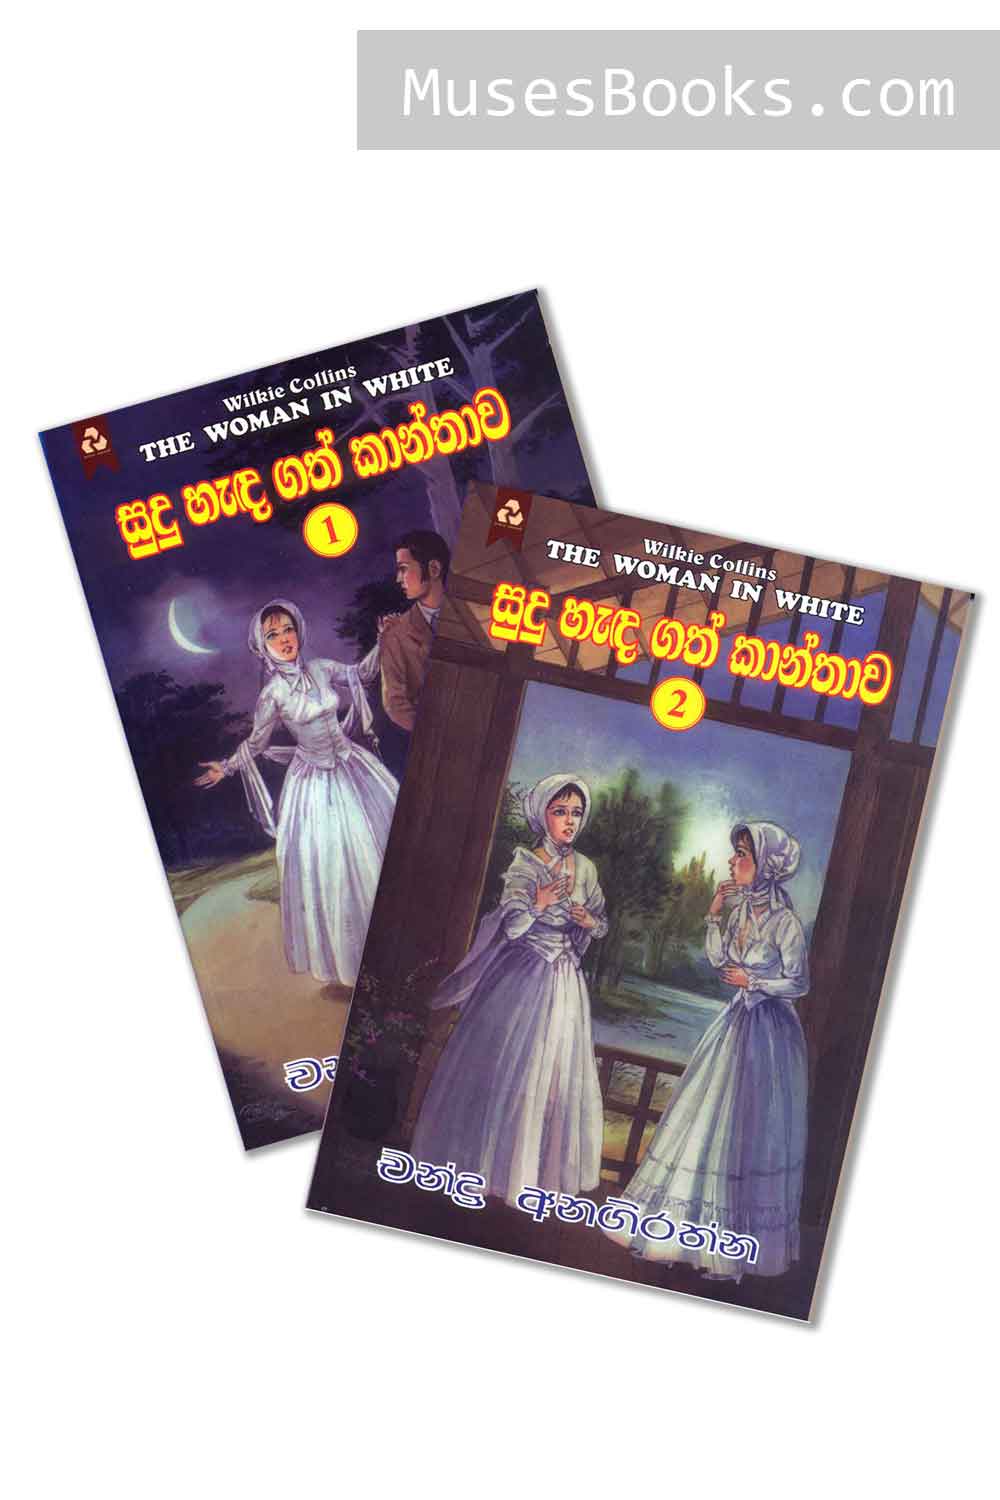 MusesBooks.com
Wilkie Collins
THE WOMAN IN WHITE
සුදු හැඳ ගත් කාන්තාව
1
Wilkie Collins
THE WOMAN IN WHITE
සුදු හැඳ ගත් කාන්තාව
2
චන්ද්‍ර අනගිරත්න